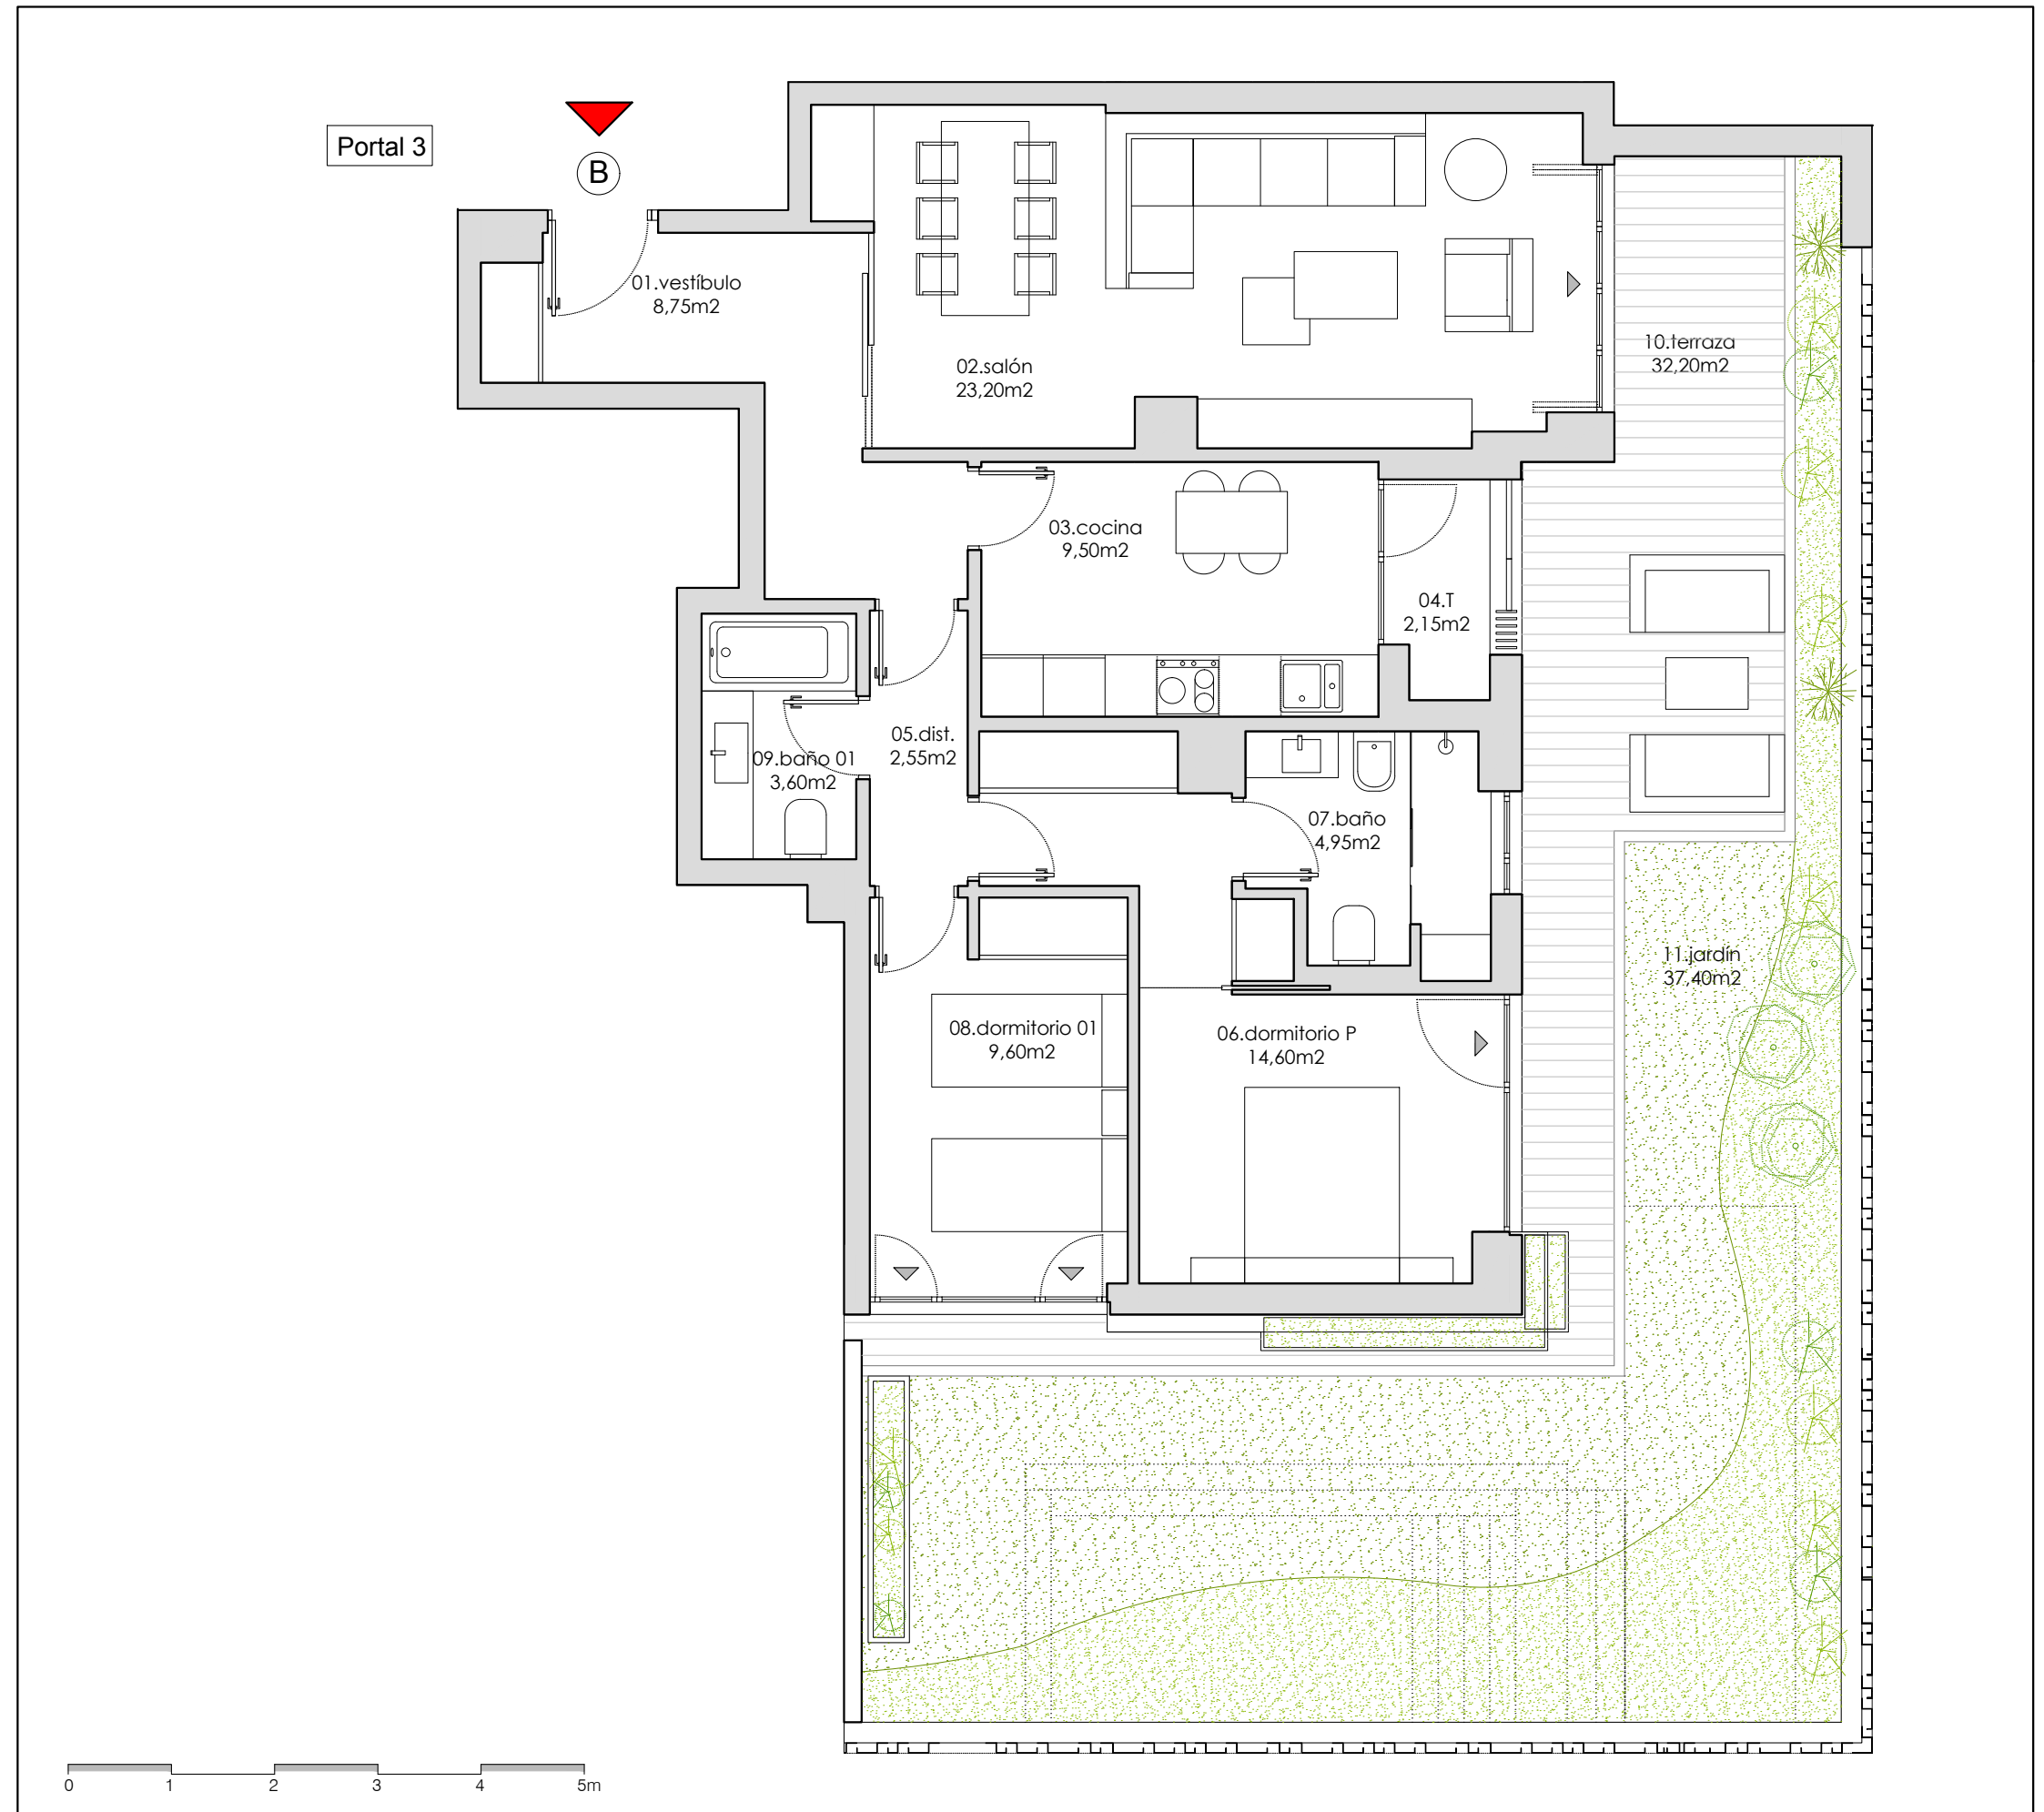 Portal 3
B
01.vestíbulo
8,75m2
02.salón
23,20m2
10.terraza
32,20m2
03.cocina
9,50m2
04.T
2,15m2
05.dist.
2,55m2
09.baño 01
3,60m2
07.baño
4,95m2
11.jardín
37,40m2
08.dormitorio 01
9,60m2
06.dormitorio P
14,60m2
0 1 2 3 4 5m